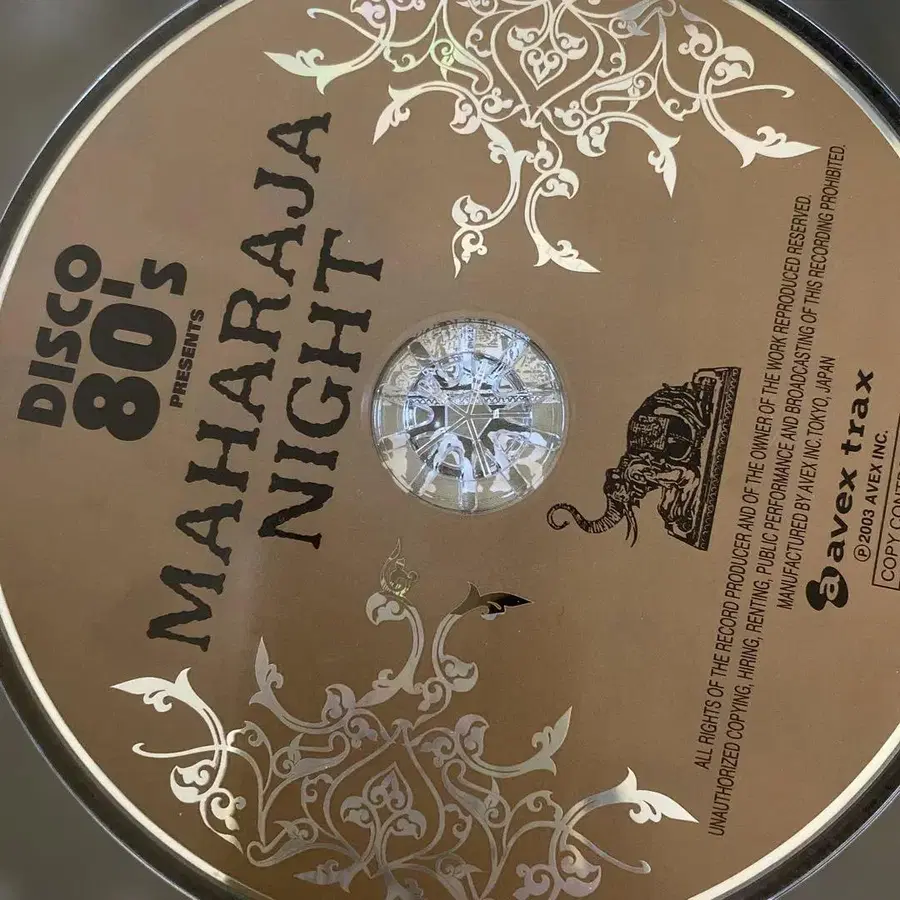 DISCO
80's
PRESENTS
MAHARAJA
NIGHT
ALL RIGHTS OF THE RECORD PRODUCER AND OF THE OWNER OF THE WORK REPRODUCED RESERVED.
UNAUTHORIZED COPYING, HIRING, RENTING, PUBLIC PERFORMANCE AND BROADCASTING OF THIS RECORDING PROHIBITED.
MANUFACTURED BY AVEX INC. TOKYO, JAPAN
a avex trax
Ⓟ©2003 AVEX INC.
COPY